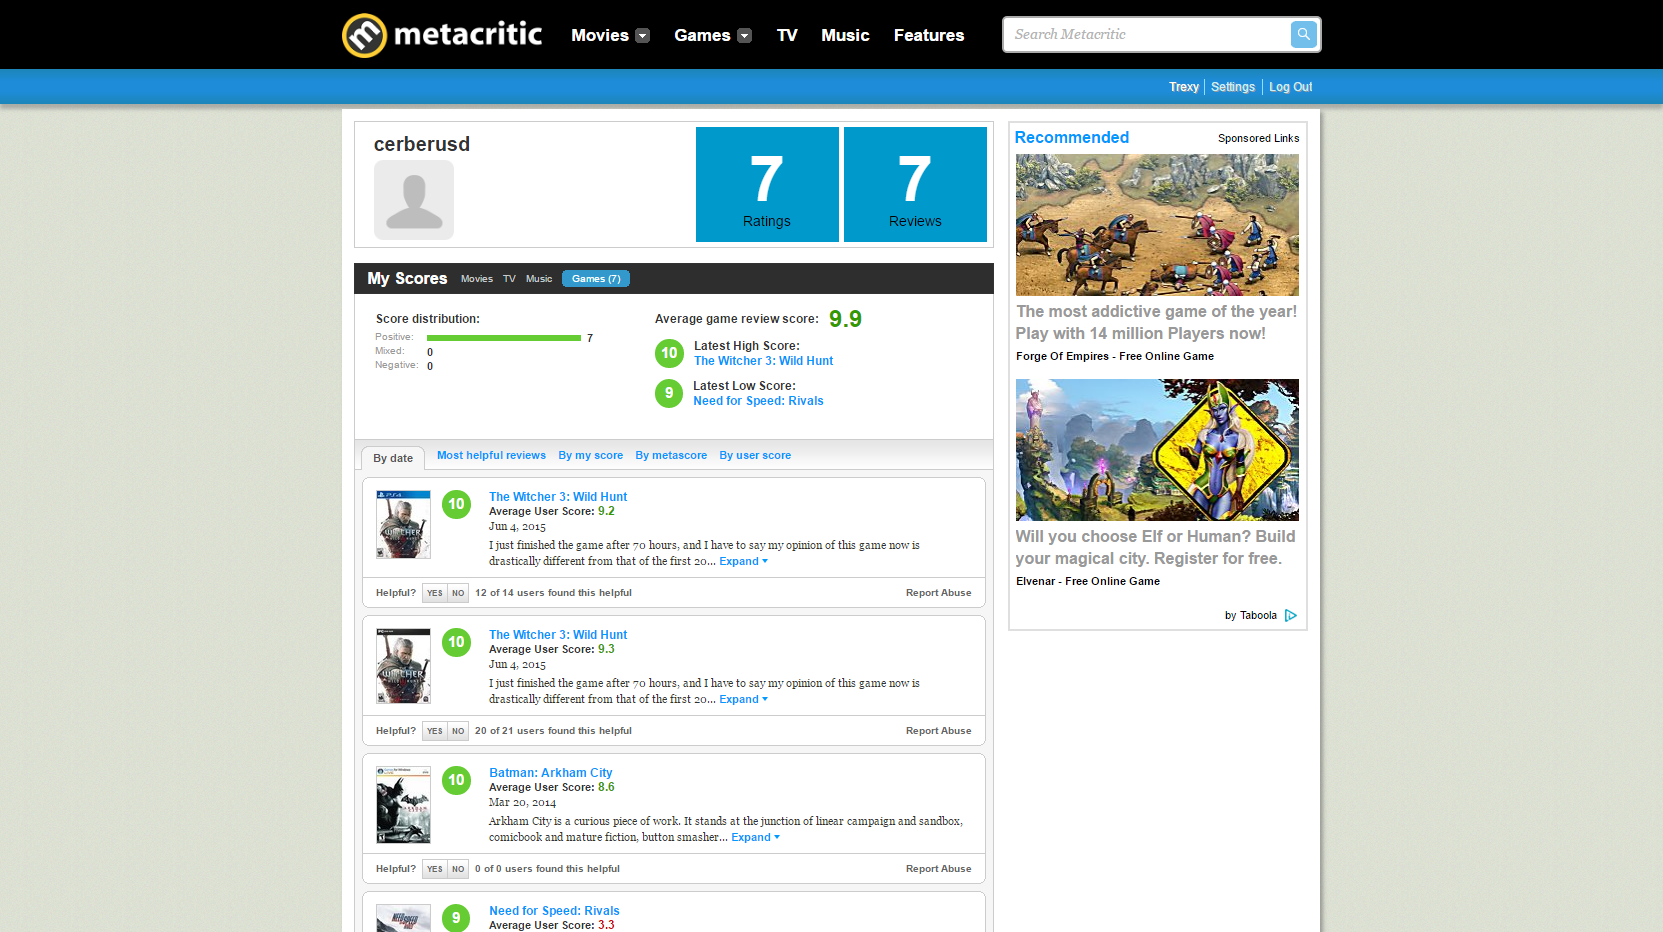 metacritic
Movies Games TV Music Features
Search Metacritic
Trexy Settings Log Out
cerberusd
7
Ratings
7
Reviews
My Scores Movies TV Music Games (7)
Score distribution:
Positive: 7
Mixed: 0
Negative: 0
Average game review score: 9.9
10 Latest High Score:
The Witcher 3: Wild Hunt
9 Latest Low Score:
Need for Speed: Rivals
By date Most helpful reviews By my score By metascore By user score
10 The Witcher 3: Wild Hunt
Average User Score: 9.2
Jun 4, 2015
I just finished the game after 70 hours, and I have to say my opinion of this game now is
drastically different from that of the first 20... Expand
Helpful? YES NO 12 of 14 users found this helpful Report Abuse
10 The Witcher 3: Wild Hunt
Average User Score: 9.3
Jun 4, 2015
I just finished the game after 70 hours, and I have to say my opinion of this game now is
drastically different from that of the first 20... Expand
Helpful? YES NO 20 of 21 users found this helpful Report Abuse
10 Batman: Arkham City
Average User Score: 8.6
Mar 20, 2014
Arkham City is a curious piece of work. It stands at the junction of linear campaign and sandbox,
comicbook and mature fiction, button smasher... Expand
Helpful? YES NO 0 of 0 users found this helpful Report Abuse
9 Need for Speed: Rivals
Average User Score: 3.3
Recommended Sponsored Links
The most addictive game of the year!
Play with 14 million Players now!
Forge Of Empires - Free Online Game
Will you choose Elf or Human? Build
your magical city. Register for free.
Elvenar - Free Online Game
by Taboola